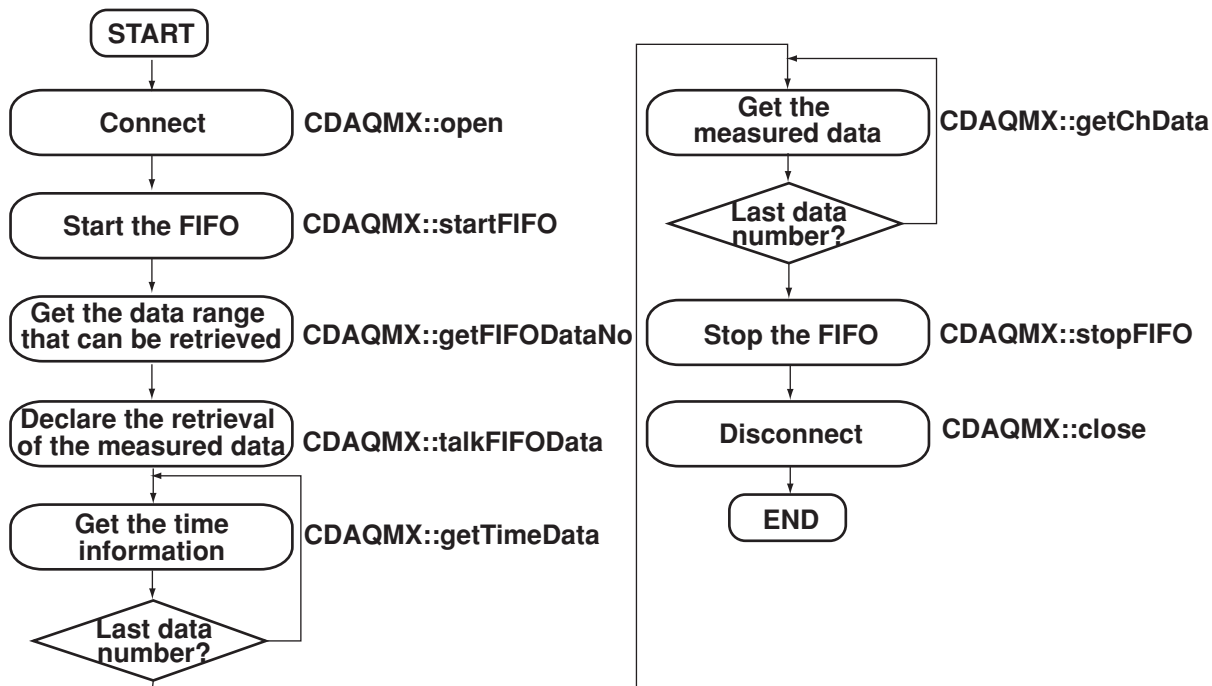 START
Connect
CDAQMX::open
Start the FIFO
CDAQMX::startFIFO
Get the data range
that can be retrieved
CDAQMX::getFIFODataNo
Declare the retrieval
of the measured data
CDAQMX::talkFIFOData
Get the time
information
CDAQMX::getTimeData
Last data
number?
Get the
measured data
CDAQMX::getChData
Last data
number?
Stop the FIFO
CDAQMX::stopFIFO
Disconnect
CDAQMX::close
END